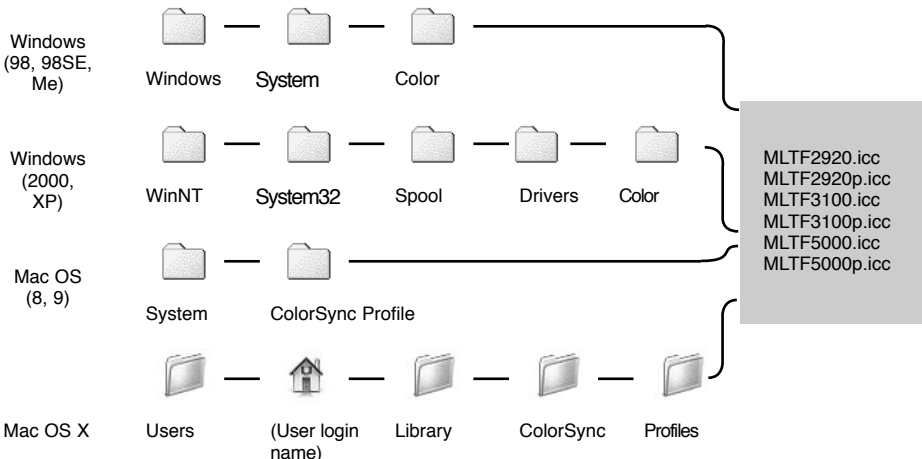 Windows
(98, 98SE,
Me)
Windows
System
Color
Windows
(2000,
XP)
WinNT
System32
Spool
Drivers
Color
Mac OS
(8, 9)
System
ColorSync Profile
Mac OS X
Users
(User login
name)
Library
ColorSync
Profiles
MLTF2920.icc
MLTF2920p.icc
MLTF3100.icc
MLTF3100p.icc
MLTF5000.icc
MLTF5000p.icc